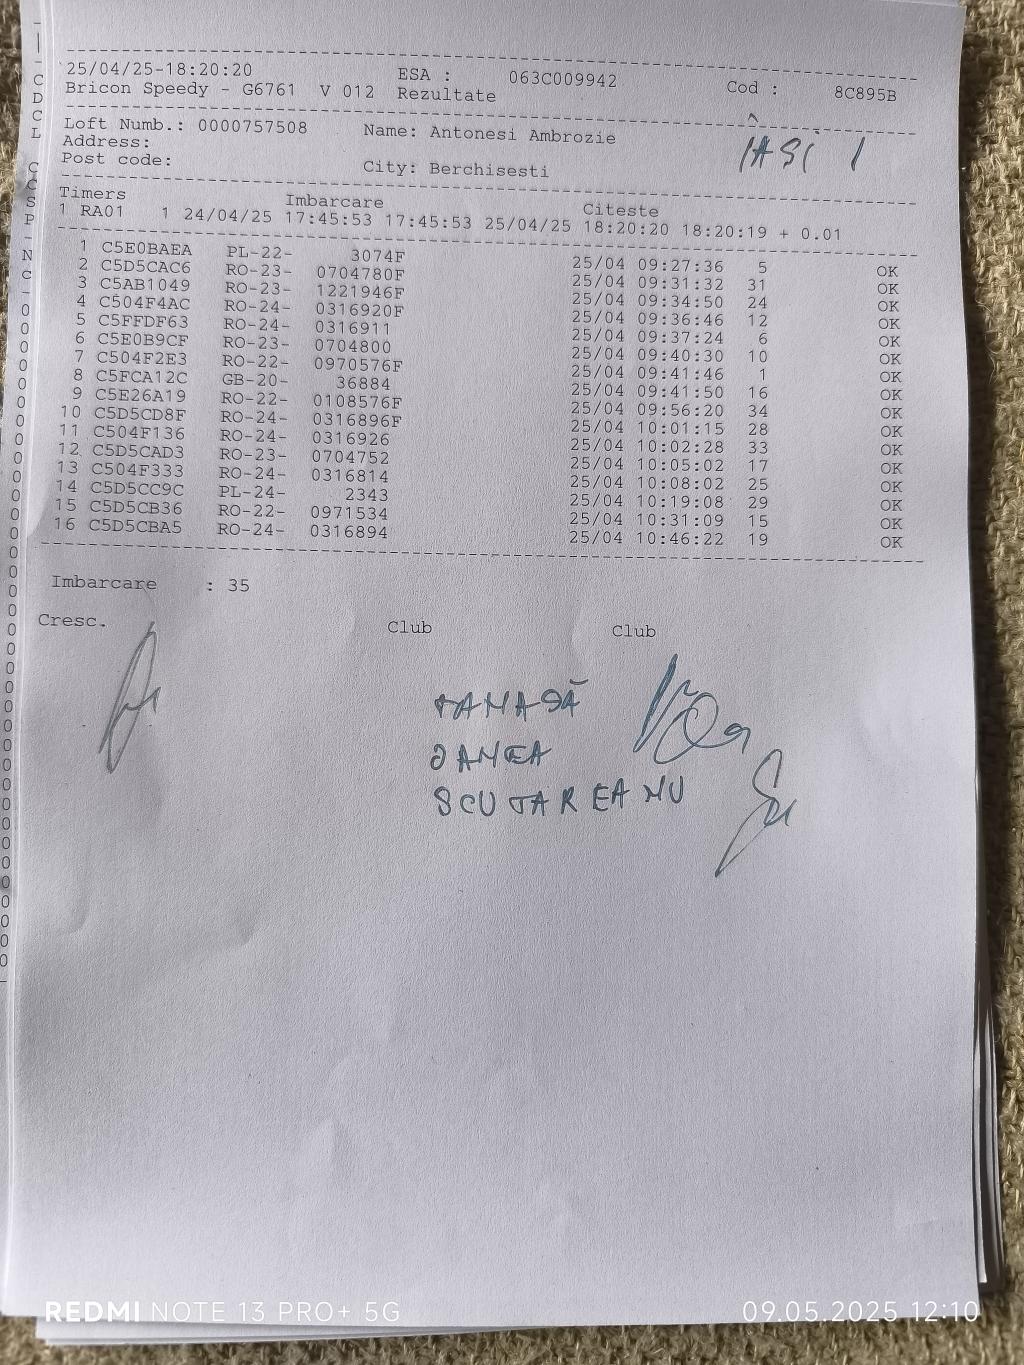 25/04/25-18:20:20 ESA : 063C009942 Cod : 8C895B
Bricon Speedy - G6761 V 012 Rezultate
Loft Numb.: 0000757508 Name: Antonesi Ambrozie
Address:
Post code: City: Berchisesti
IAȘI 1
Timers Imbarcare Citeste
1 RA01 1 24/04/25 17:45:53 17:45:53 25/04/25 18:20:20 18:20:19 + 0.01
1 C5E0BAEA PL-22- 3074F 25/04 09:27:36 5 OK
2 C5D5CAC6 RO-23- 0704780F 25/04 09:31:32 31 OK
3 C5AB1049 RO-23- 1221946F 25/04 09:34:50 24 OK
4 C504F4AC RO-24- 0316920F 25/04 09:36:46 12 OK
5 C5FFDF63 RO-24- 0316911 25/04 09:37:24 6 OK
6 C5E0B9CF RO-23- 0704800 25/04 09:40:30 10 OK
7 C504F2E3 RO-22- 0970576F 25/04 09:41:46 1 OK
8 C5FCA12C GB-20- 36884 25/04 09:41:50 16 OK
9 C5E26A19 RO-22- 0108576F 25/04 09:56:20 34 OK
10 C5D5CD8F RO-24- 0316896F 25/04 10:01:15 28 OK
11 C504F136 RO-24- 0316926 25/04 10:02:28 33 OK
12 C5D5CAD3 RO-23- 0704752 25/04 10:05:02 17 OK
13 C504F333 RO-24- 0316814 25/04 10:08:02 25 OK
14 C5D5CC9C PL-24- 2343 25/04 10:19:08 29 OK
15 C5D5CB36 RO-22- 0971534 25/04 10:31:09 15 OK
16 C5D5CBA5 RO-24- 0316894 25/04 10:46:22 19 OK
Imbarcare : 35
Cresc. Club Club
TANASĂ
DANEA
SCUTAREANU
REDMI NOTE 13 PRO+ 5G 09.05.2025 12:10